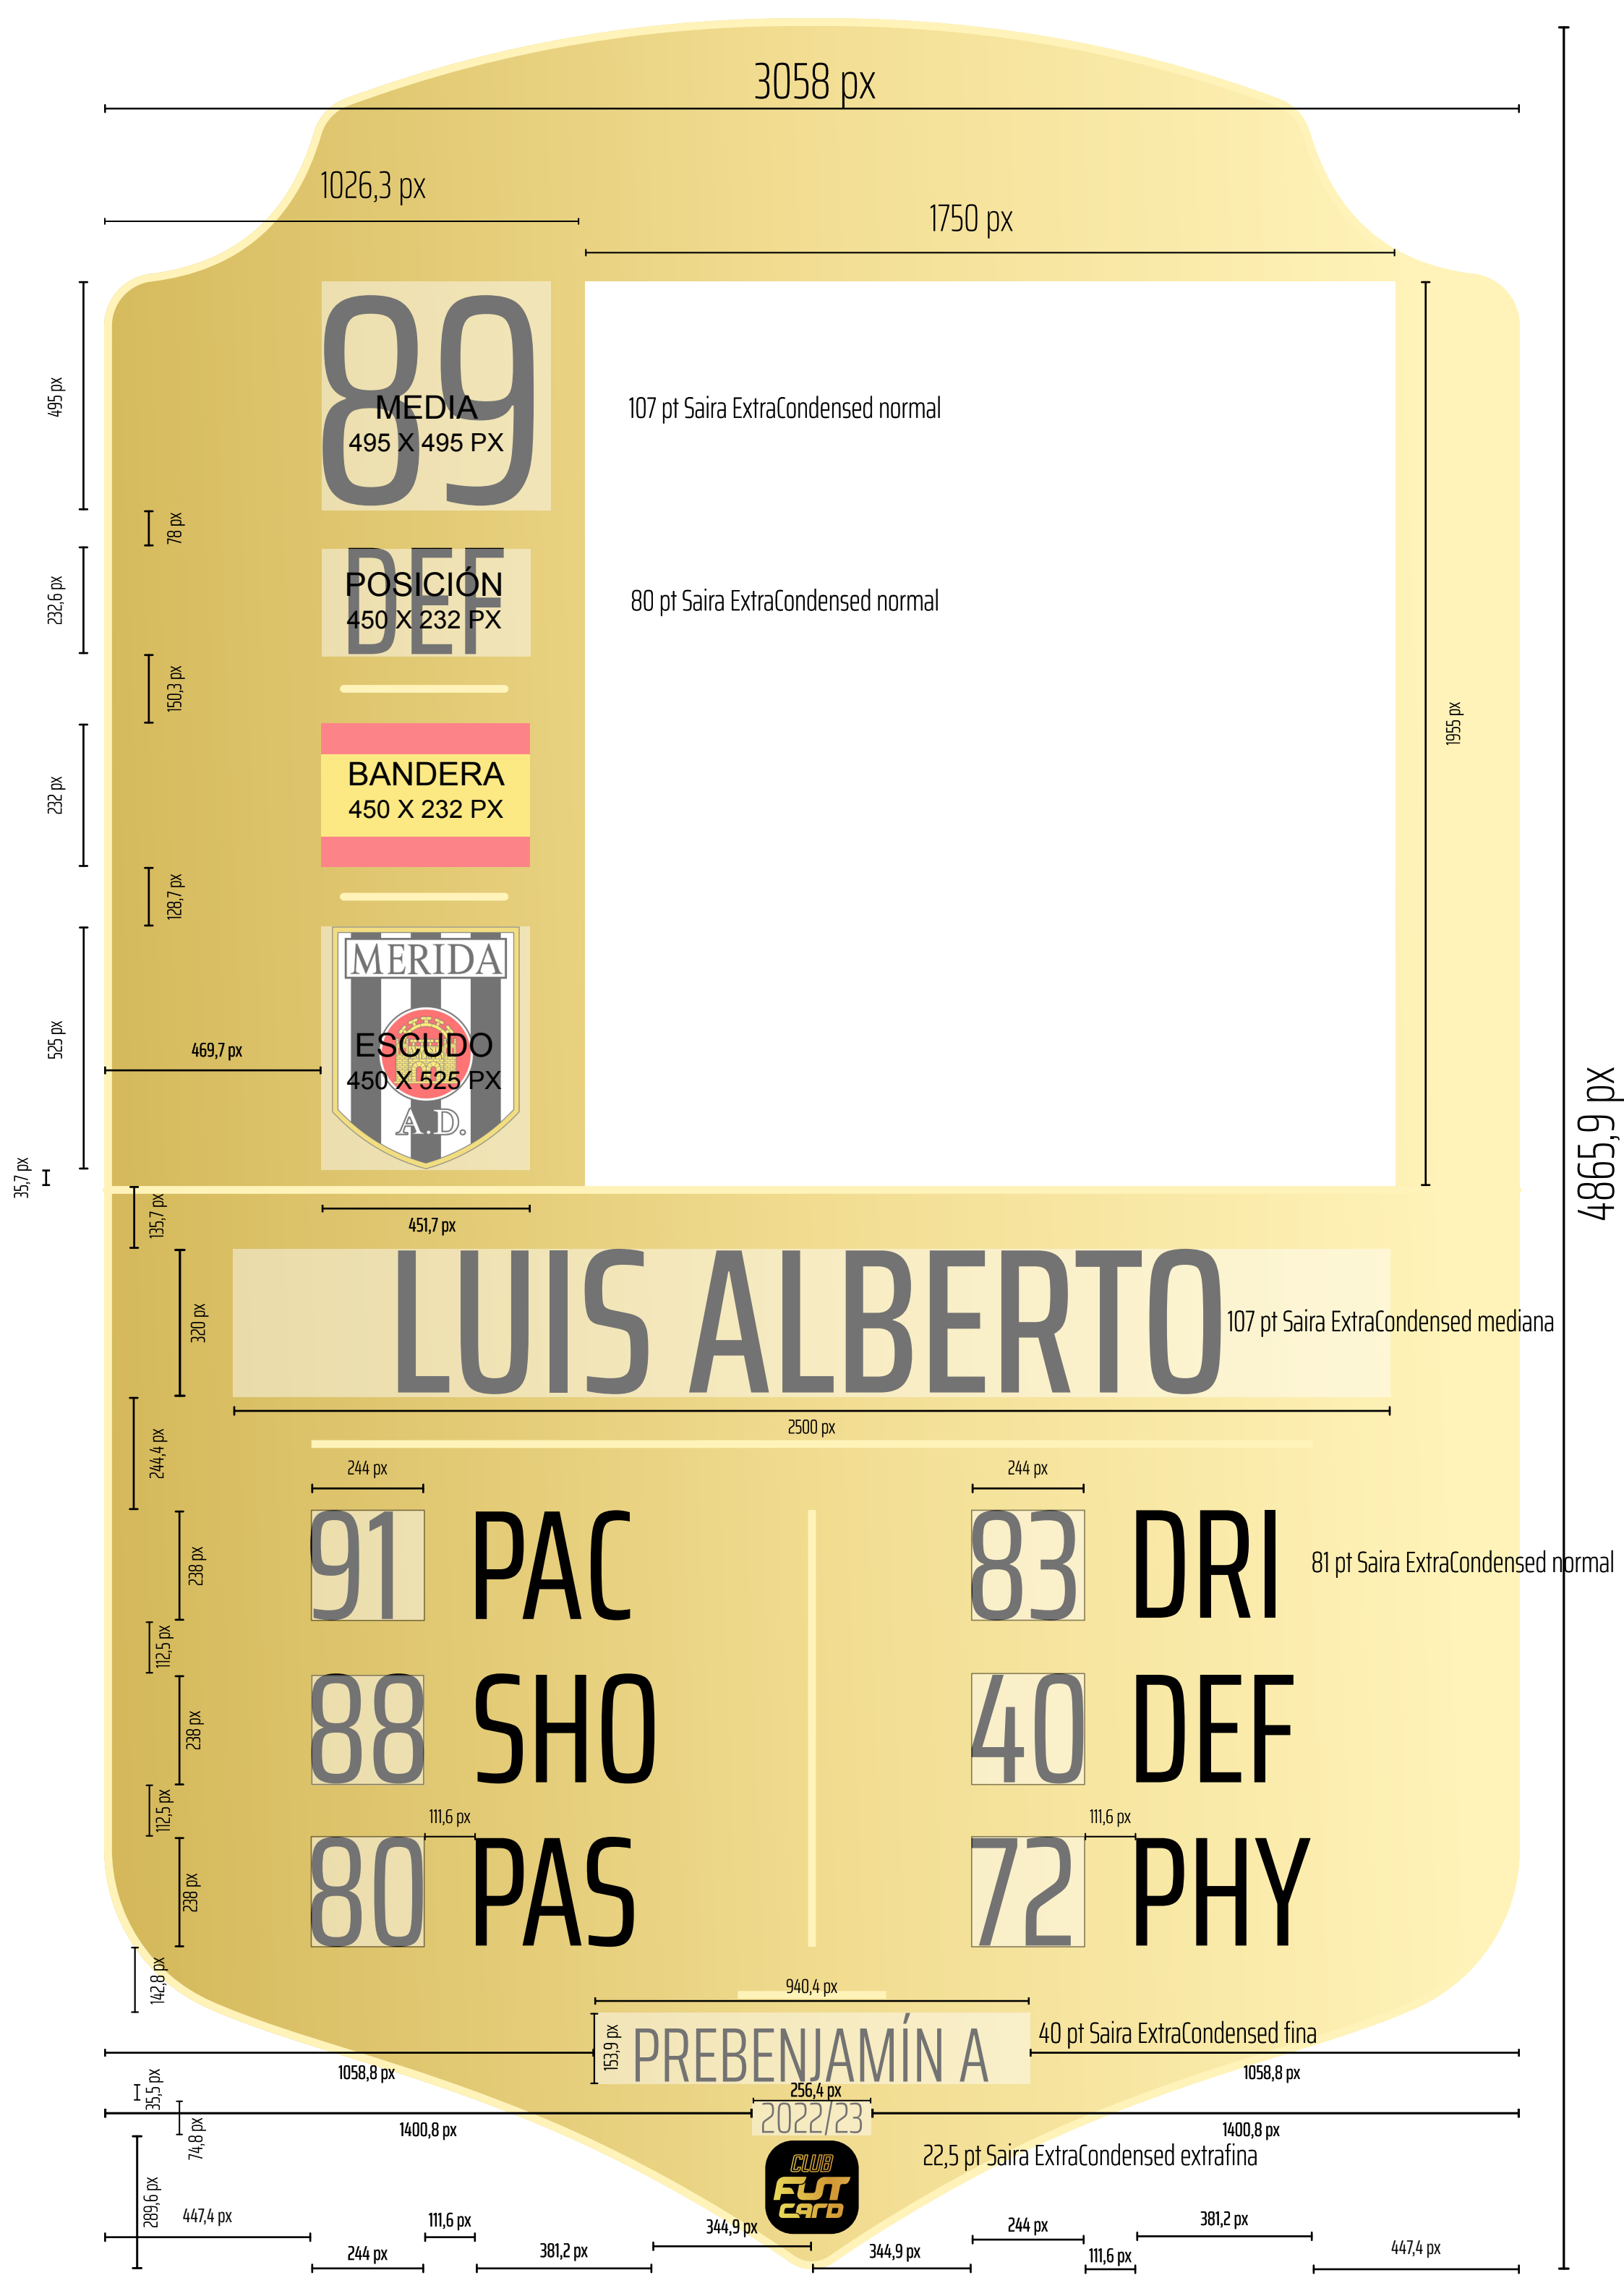 3058 px
1026,3 px
1750 px
89
MEDIA
495 X 495 PX
107 pt Saira ExtraCondensed normal
495 px
78 px
DEF
POSICIÓN
450 X 232 PX
80 pt Saira ExtraCondensed normal
232,6 px
150,3 px
1955 px
BANDERA
450 X 232 PX
232 px
128,7 px
MERIDA
ESCUDO
450 X 525 PX
A.D.
525 px
469,7 px
4865,9 px
35,7 px
135,7 px
451,7 px
LUIS ALBERTO
107 pt Saira ExtraCondensed mediana
320 px
2500 px
244,4 px
244 px
244 px
91 PAC
83 DRI
81 pt Saira ExtraCondensed normal
238 px
112,5 px
88 SHO
40 DEF
238 px
112,5 px
111,6 px
111,6 px
80 PAS
72 PHY
238 px
142,8 px
940,4 px
153,9 px
PREBENJAMÍN A
40 pt Saira ExtraCondensed fina
1058,8 px
1058,8 px
35,5 px
256,4 px
2022/23
1400,8 px
1400,8 px
74,8 px
22,5 pt Saira ExtraCondensed extrafina
CLUB
FUT
CARD
289,6 px
447,4 px
111,6 px
344,9 px
244 px
381,2 px
244 px
381,2 px
344,9 px
111,6 px
447,4 px